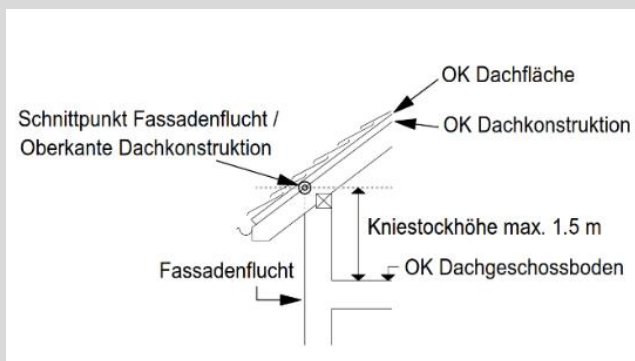 OK Dachfläche
OK Dachkonstruktion
Schnittpunkt Fassadenflucht /
Oberkante Dachkonstruktion
Kniestockhöhe max. 1.5 m
Fassadenflucht
OK Dachgeschossboden